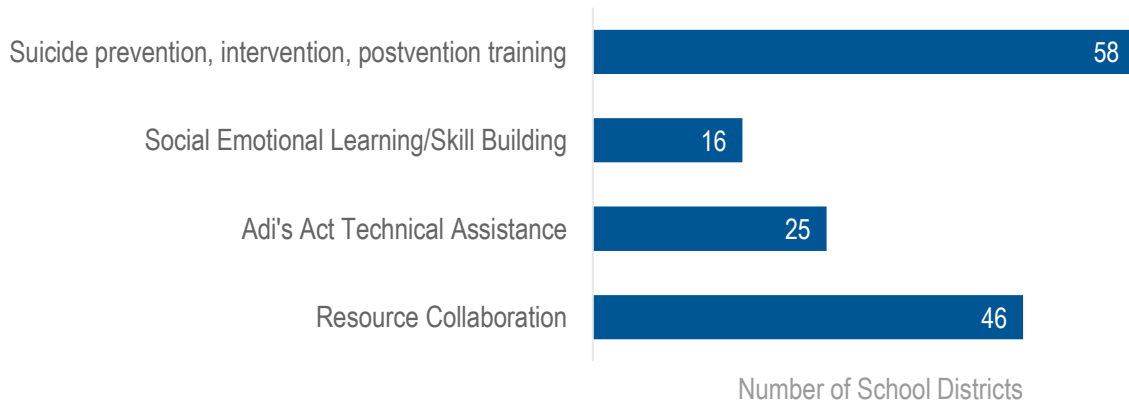 Suicide prevention, intervention, postvention training 58
Social Emotional Learning/Skill Building 16
Adi's Act Technical Assistance 25
Resource Collaboration 46
Number of School Districts